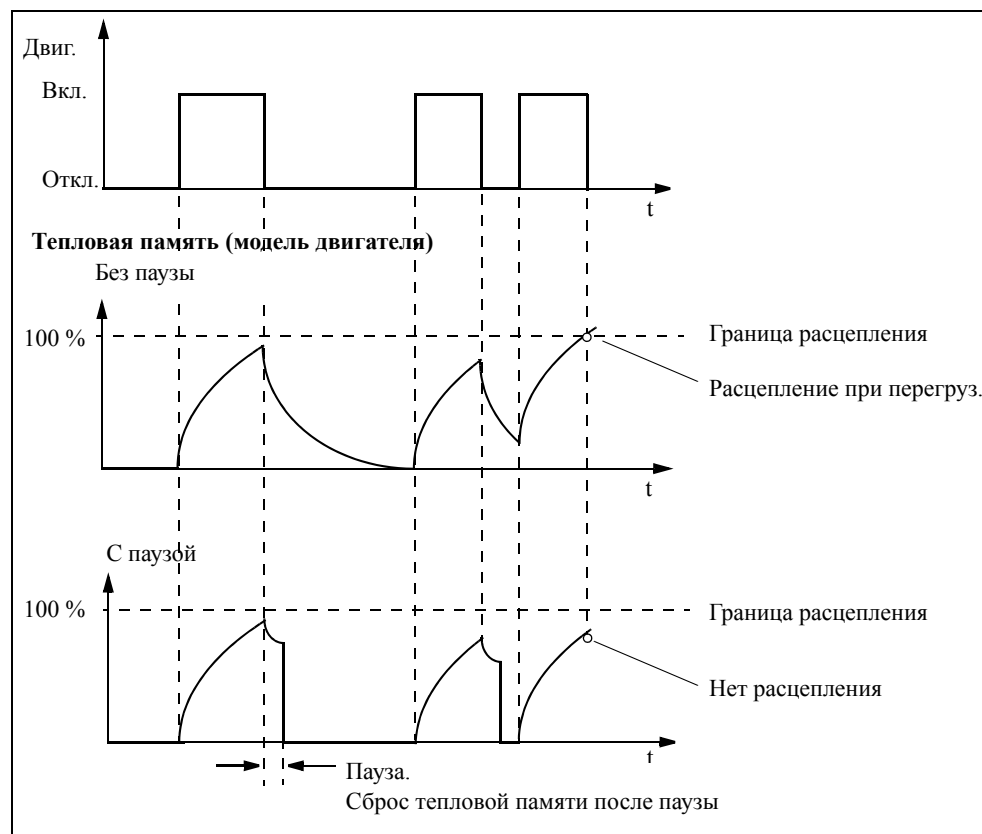 Двиг.
Вкл.
Откл.
t
Тепловая память (модель двигателя)
Без паузы
100 %
Граница расцепления
Расцепление при перегруз.
t
С паузой
100 %
Граница расцепления
Нет расцепления
t
Пауза.
Сброс тепловой памяти после паузы